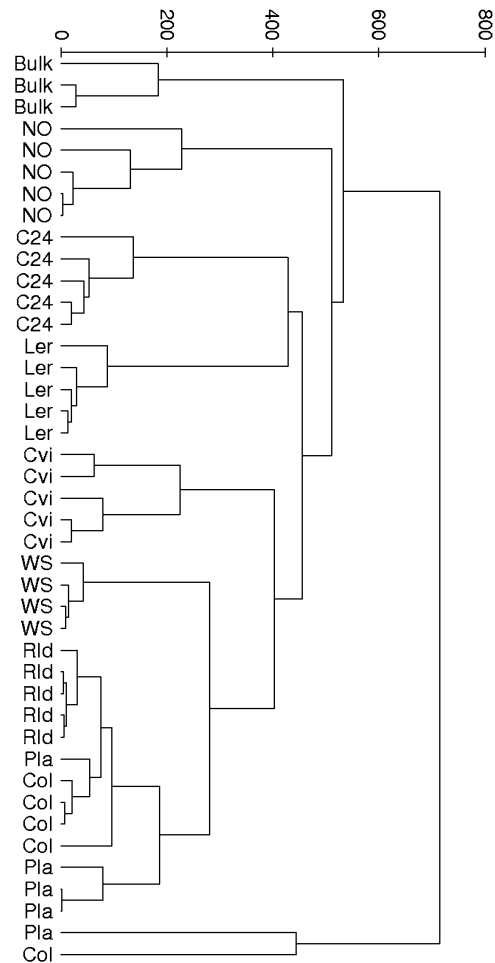 0 200 400 600 800
Bulk
Bulk
Bulk
NO
NO
NO
NO
NO
C24
C24
C24
C24
C24
Ler
Ler
Ler
Ler
Ler
Cvi
Cvi
Cvi
Cvi
Cvi
WS
WS
WS
WS
Rld
Rld
Rld
Rld
Rld
Pla
Col
Col
Col
Col
Pla
Pla
Pla
Pla
Col